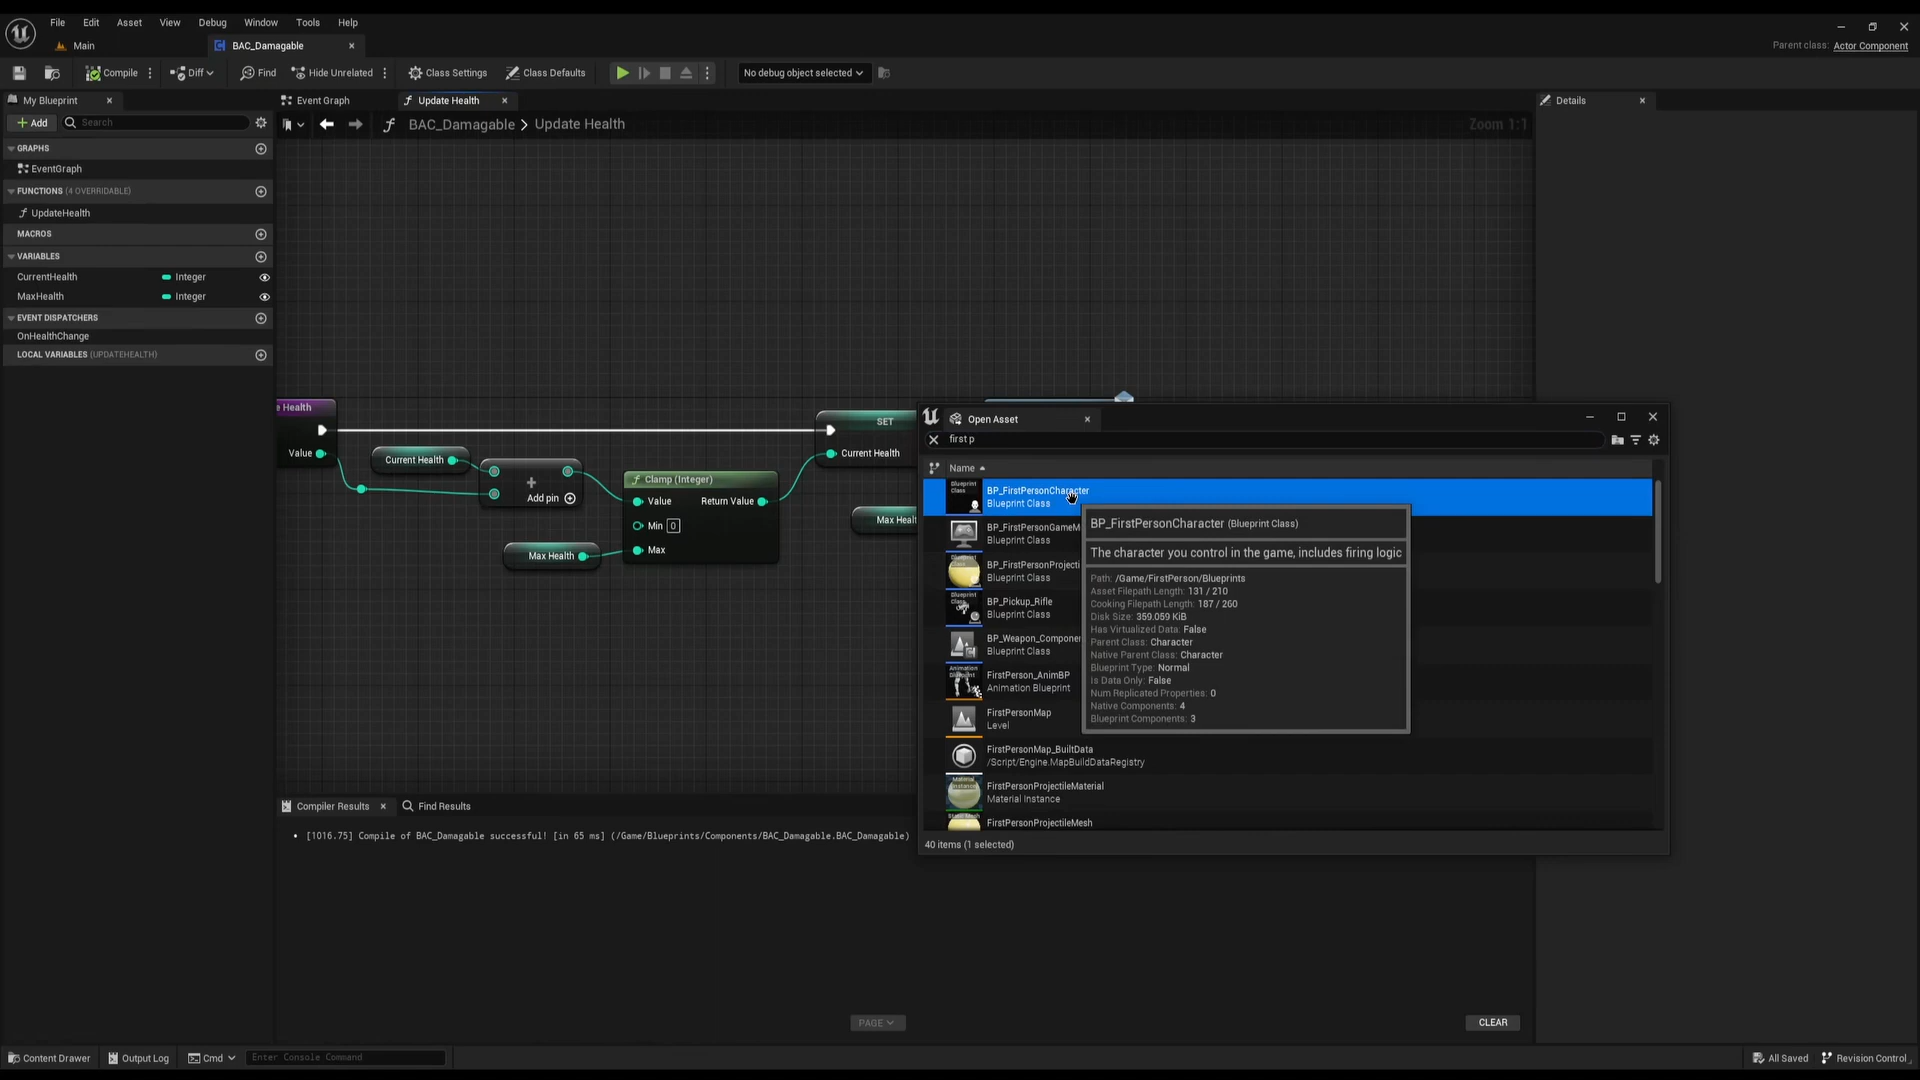 File Edit Asset View Debug Window Tools Help
Main
BAC_Damagable
Parent class: Actor Component
Compile
Diff
Find
Hide Unrelated
Class Settings
Class Defaults
No debug object selected
My Blueprint
Event Graph
Update Health
Details
Add
Search
BAC_Damagable > Update Health
Zoom 1:1
GRAPHS
EventGraph
FUNCTIONS (4 OVERRIDABLE)
UpdateHealth
MACROS
VARIABLES
CurrentHealth Integer
MaxHealth Integer
EVENT DISPATCHERS
OnHealthChange
LOCAL VARIABLES (UPDATEHEALTH)
e Health
Value
Current Health
Add pin
Clamp (Integer)
Value
Return Value
Min 0
Max
Max Health
SET
Current Health
Max Healt
Open Asset
first p
Name
Blueprint Class
BP_FirstPersonCharacter
Blueprint Class
BP_FirstPersonGameM
Blueprint Class
BP_FirstPersonProjecti
Blueprint Class
Blueprint Class
BP_Pickup_Rifle
Blueprint Class
BP_Weapon_Componen
Blueprint Class
Animation Blueprint
FirstPerson_AnimBP
Animation Blueprint
FirstPersonMap
Level
FirstPersonMap_BuiltData
/Script/Engine.MapBuildDataRegistry
Material Instance
FirstPersonProjectileMaterial
Material Instance
FirstPersonProjectileMesh
40 items (1 selected)
BP_FirstPersonCharacter (Blueprint Class)
The character you control in the game, includes firing logic
Path: /Game/FirstPerson/Blueprints
Asset Filepath Length: 131 / 210
Cooking Filepath Length: 187 / 260
Disk Size: 359.059 KiB
Has Virtualized Data: False
Parent Class: Character
Native Parent Class: Character
Blueprint Type: Normal
Is Data Only: False
Num Replicated Properties: 0
Native Components: 4
Blueprint Components: 3
Compiler Results
Find Results
[1016.75] Compile of BAC_Damagable successful! [in 65 ms] (/Game/Blueprints/Components/BAC_Damagable.BAC_Damagable)
PAGE
CLEAR
Content Drawer
Output Log
Cmd
Enter Console Command
All Saved
Revision Control